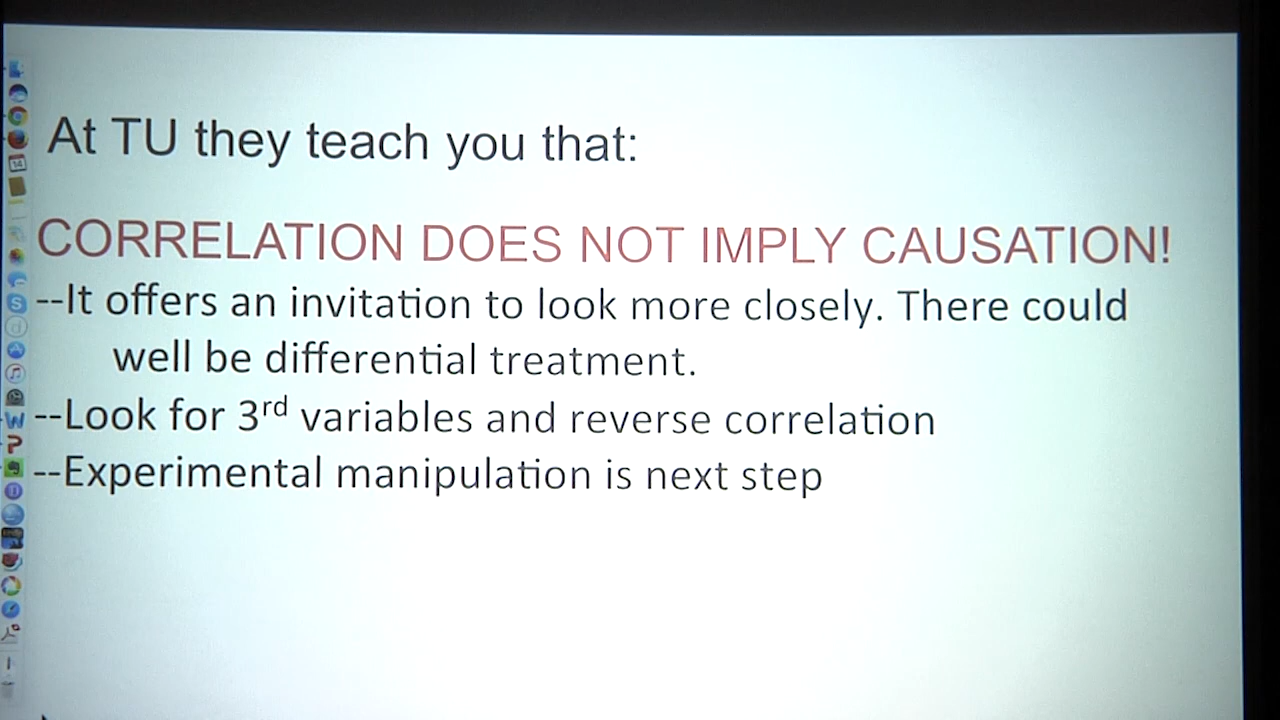 At TU they teach you that:
CORRELATION DOES NOT IMPLY CAUSATION!
--It offers an invitation to look more closely. There could
well be differential treatment.
--Look for 3rd variables and reverse correlation
--Experimental manipulation is next step